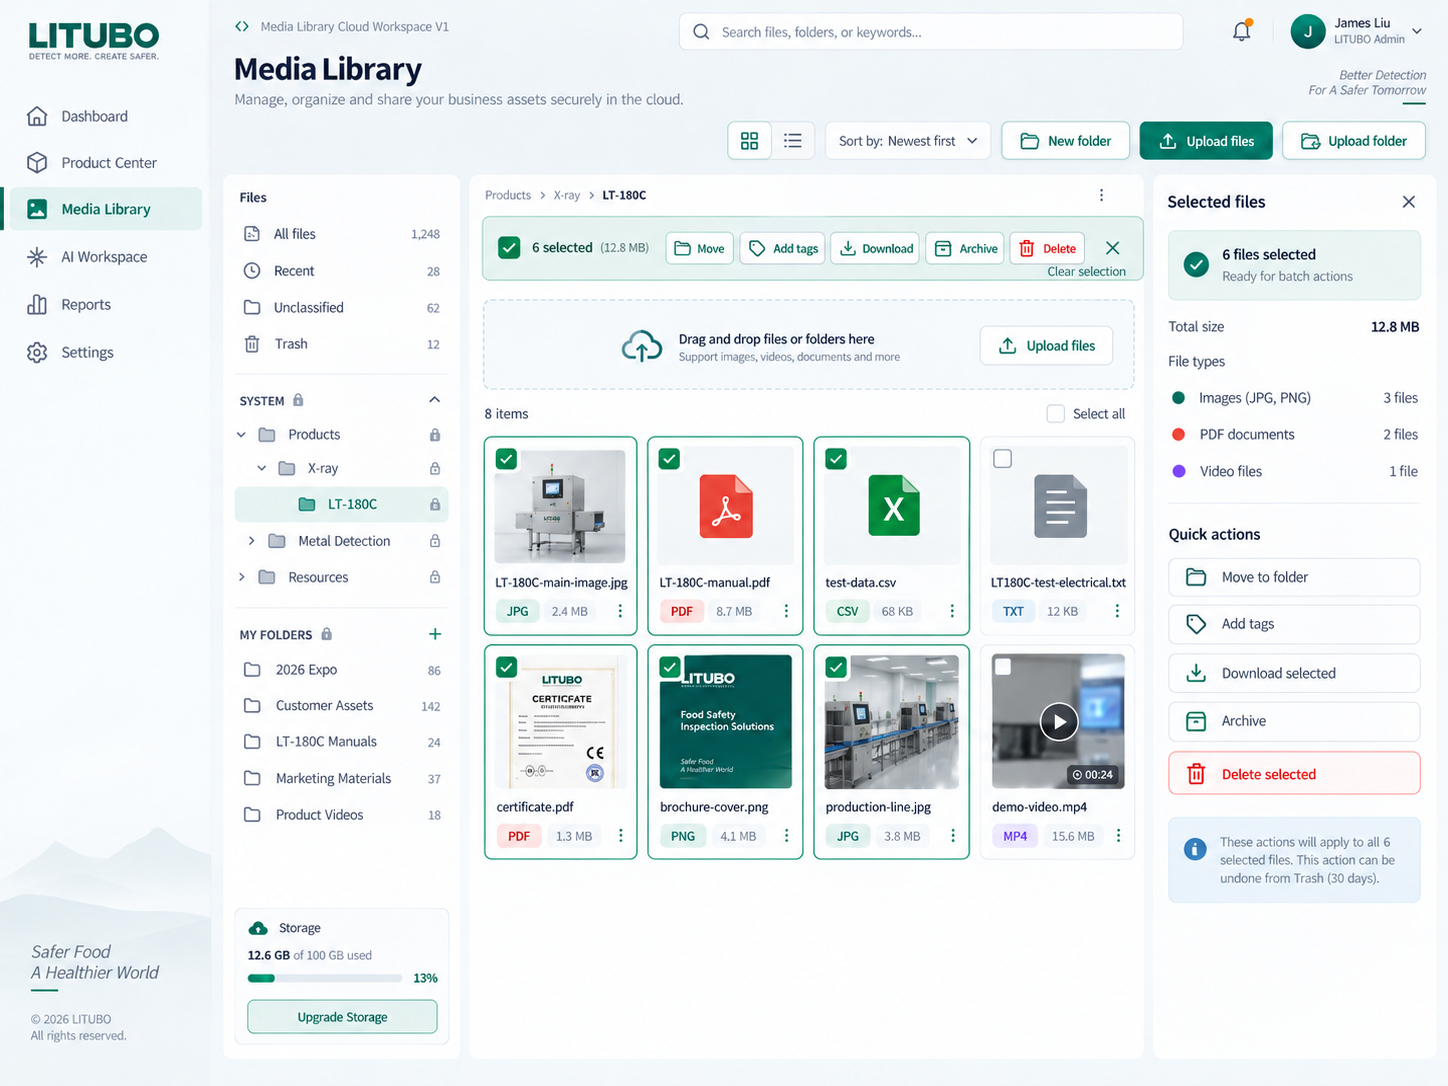 LITUBO
DETECT MORE. CREATE SAFER.
Dashboard
Product Center
Media Library
AI Workspace
Reports
Settings
Safer Food
A Healthier World
© 2026 LITUBO
All rights reserved.
Media Library Cloud Workspace V1
Media Library
Manage, organize and share your business assets securely in the cloud.
Search files, folders, or keywords...
J
James Liu
LITUBO Admin
Better Detection
For A Safer Tomorrow
Sort by: Newest first
New folder
Upload files
Upload folder
Files
All files 1,248
Recent 28
Unclassified 62
Trash 12
SYSTEM
Products
X-ray
LT-180C
Metal Detection
Resources
MY FOLDERS
2026 Expo 86
Customer Assets 142
LT-180C Manuals 24
Marketing Materials 37
Product Videos 18
Storage
12.6 GB of 100 GB used
13%
Upgrade Storage
Products > X-ray > LT-180C
6 selected (12.8 MB)
Move
Add tags
Download
Archive
Delete
Clear selection
Drag and drop files or folders here
Support images, videos, documents and more
Upload files
8 items
Select all
LITUBO
LT-180C-main-image.jpg
JPG 2.4 MB
LT-180C-manual.pdf
PDF 8.7 MB
X
test-data.csv
CSV 68 KB
LT180C-test-electrical.txt
TXT 12 KB
LITUBO
CERTICFATE
CE
certificate.pdf
PDF 1.3 MB
LITUBO
Food Safety
Inspection Solutions
Safer Food
A Healthier World
brochure-cover.png
PNG 4.1 MB
production-line.jpg
JPG 3.8 MB
00:24
demo-video.mp4
MP4 15.6 MB
Selected files
6 files selected
Ready for batch actions
Total size 12.8 MB
File types
Images (JPG, PNG) 3 files
PDF documents 2 files
Video files 1 file
Quick actions
Move to folder
Add tags
Download selected
Archive
Delete selected
These actions will apply to all 6
selected files. This action can be
undone from Trash (30 days).